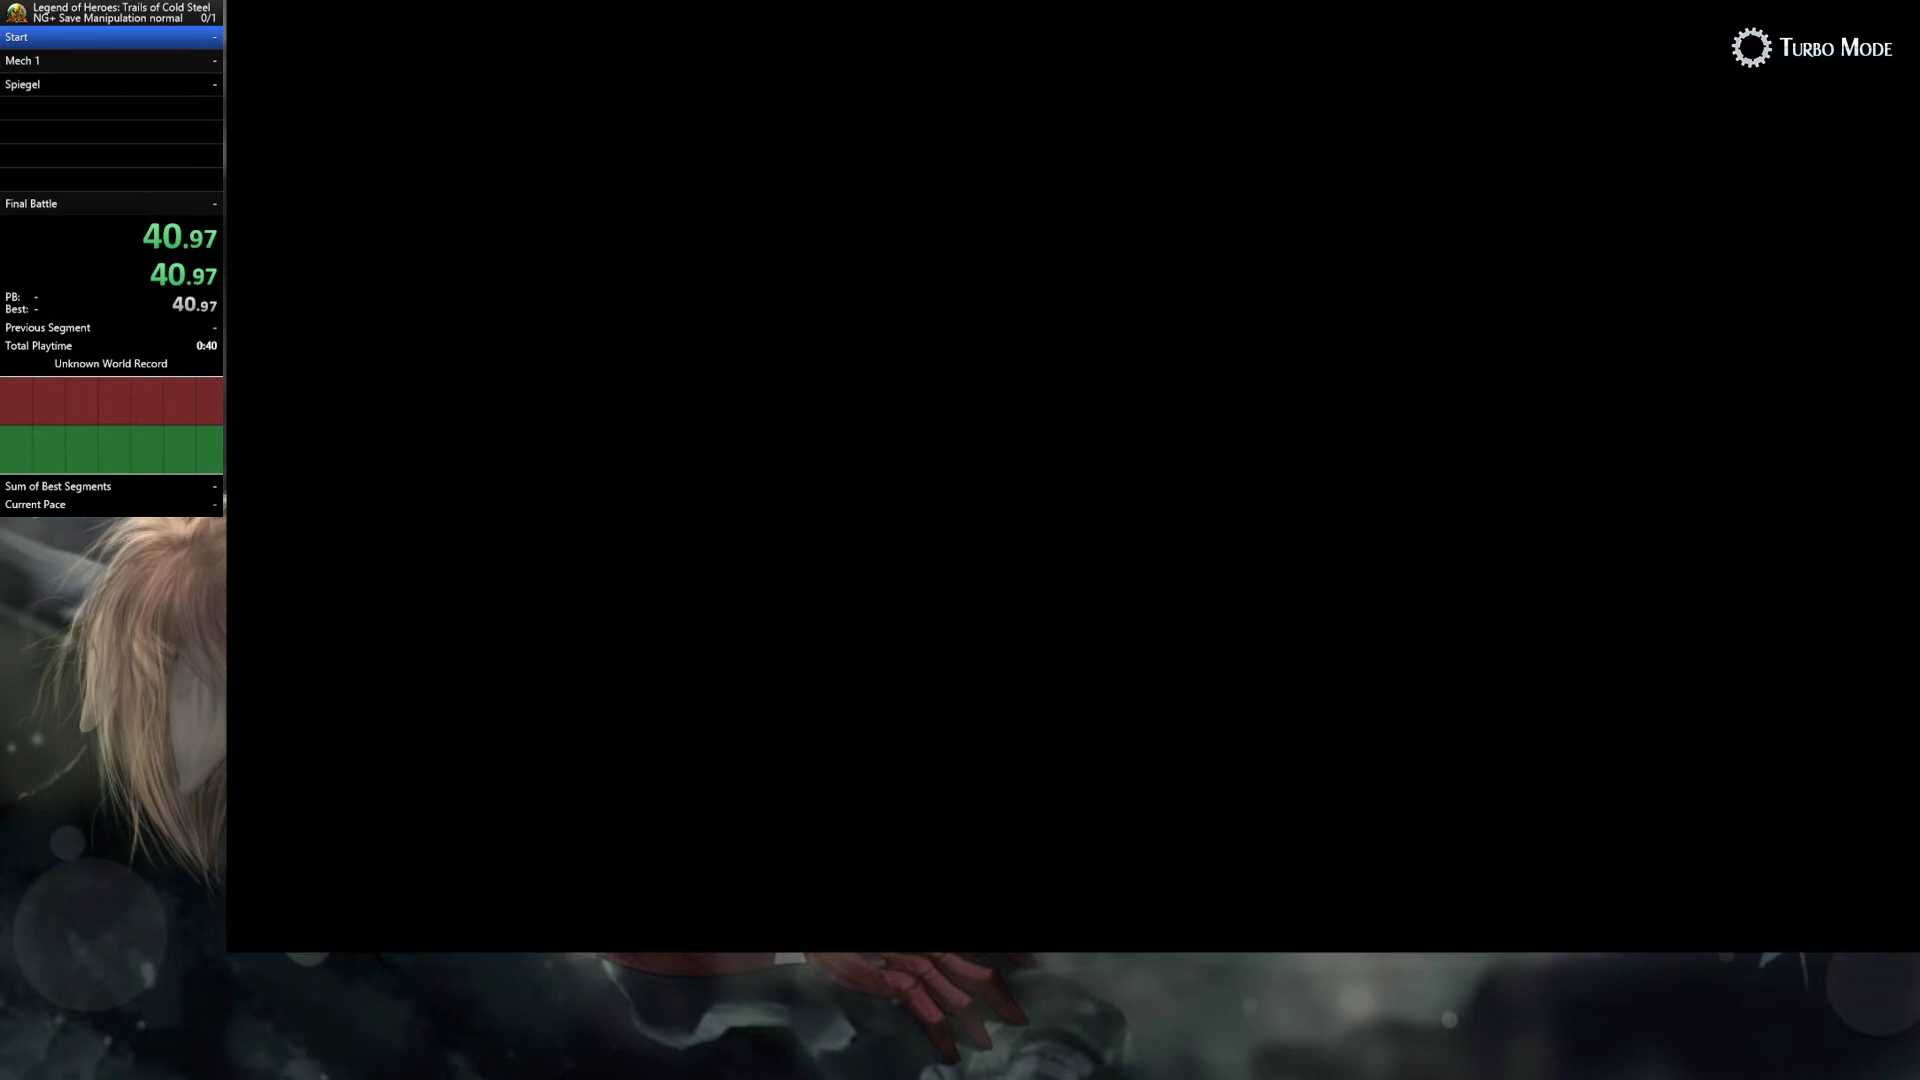 Legend of Heroes: Trails of Cold Steel
NG+ Save Manipulation normal 0/1
Start -
Mech 1 -
Spiegel -
Final Battle -
40.97
40.97
PB: -
Best: -
40.97
Previous Segment -
Total Playtime 0:40
Unknown World Record
Sum of Best Segments -
Current Pace -
TURBO MODE